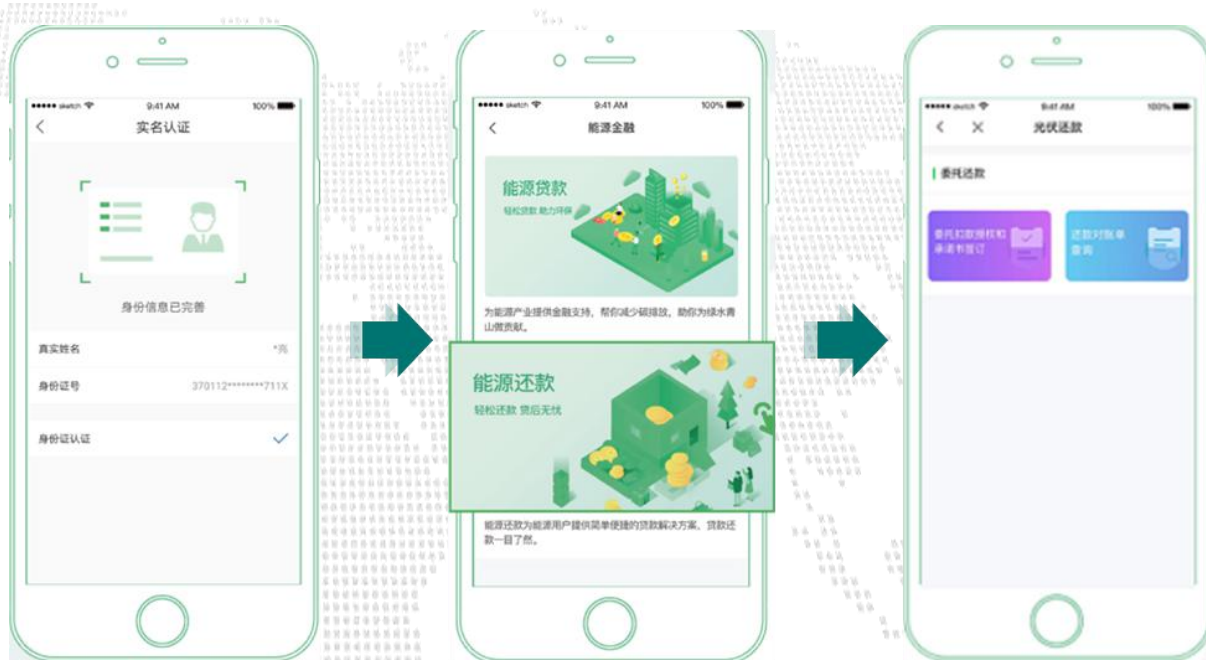 ●●●●● sketch 9:41 AM 100%
实名认证
身份信息已完善
真实姓名 *亮
身份证号 370112********711X
身份证认证
●●●●● sketch 9:41 AM 100%
能源金融
能源贷款
轻松贷款 助力环保
为能源产业提供金融支持，帮你减少碳排放，助你为绿水青
山做贡献。
能源还款
轻松还款 贷后无忧
能源还款为能源用户提供简单便捷的贷款解决方案，贷款还
款一目了然。
●●●●● sketch 9:41 AM 100%
光伏还款
委托还款
委托扣款授权和
承诺书签订
还款对账单
查询